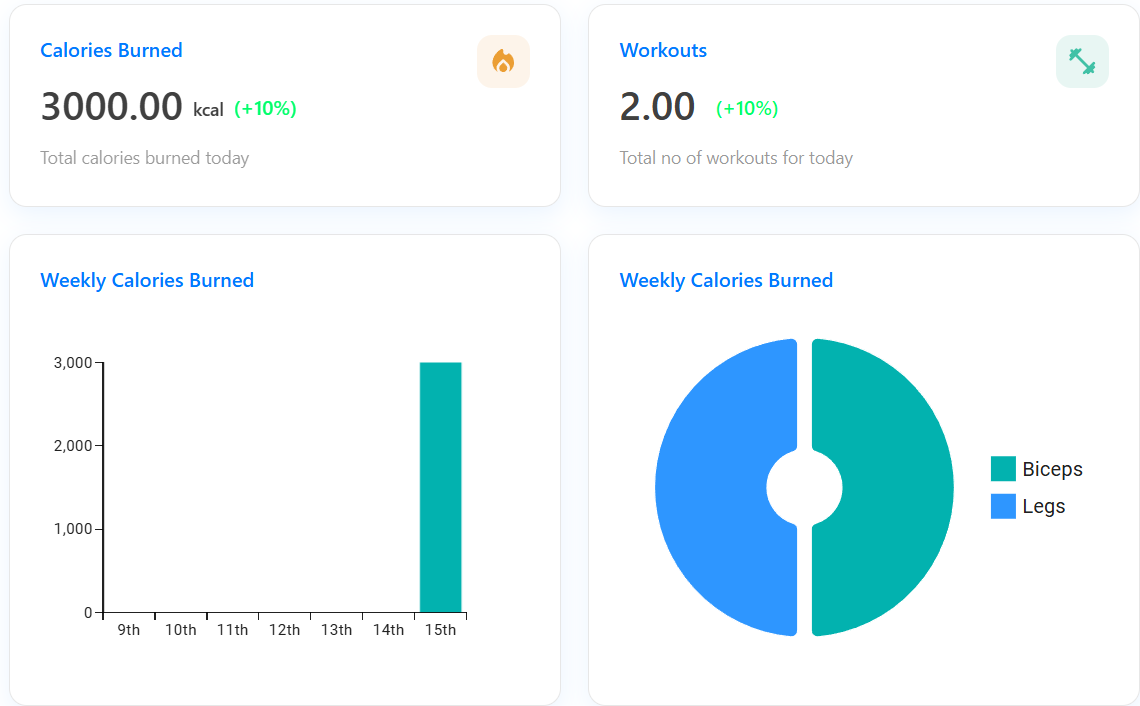 Calories Burned
3000.00 kcal (+10%)
Total calories burned today
Workouts
2.00 (+10%)
Total no of workouts for today
Weekly Calories Burned
3,000
2,000
1,000
0
9th 10th 11th 12th 13th 14th 15th
Weekly Calories Burned
Biceps
Legs